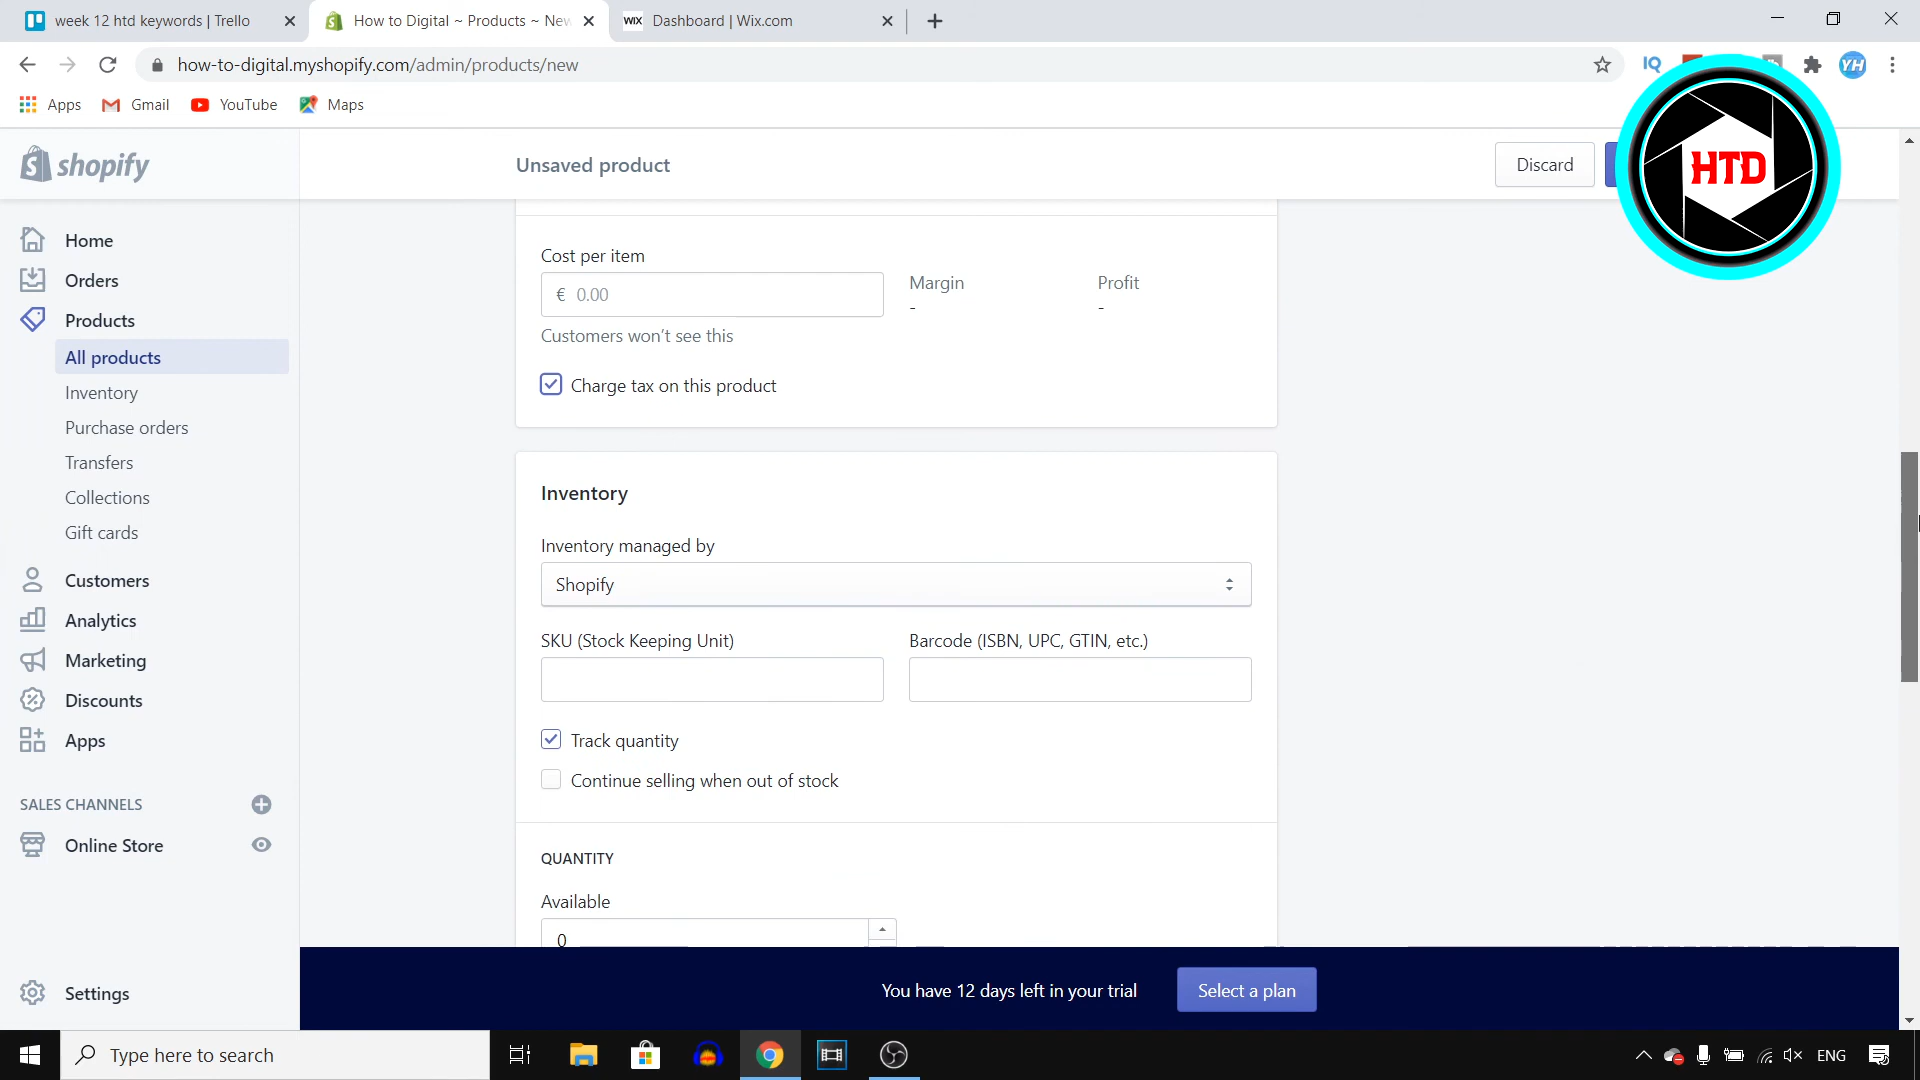 week 12 htd keywords | Trello
How to Digital ~ Products ~ New
WIX Dashboard | Wix.com
how-to-digital.myshopify.com/admin/products/new
IQ
YH
Apps
Gmail
YouTube
Maps
shopify
Unsaved product
Discard
HTD
Home
Orders
Products
All products
Inventory
Purchase orders
Transfers
Collections
Gift cards
Customers
Analytics
Marketing
Discounts
Apps
SALES CHANNELS
Online Store
Settings
Cost per item
€ 0.00
Margin
-
Profit
-
Customers won't see this
Charge tax on this product
Inventory
Inventory managed by
Shopify
SKU (Stock Keeping Unit)
Barcode (ISBN, UPC, GTIN, etc.)
Track quantity
Continue selling when out of stock
QUANTITY
Available
0
You have 12 days left in your trial
Select a plan
Type here to search
ENG